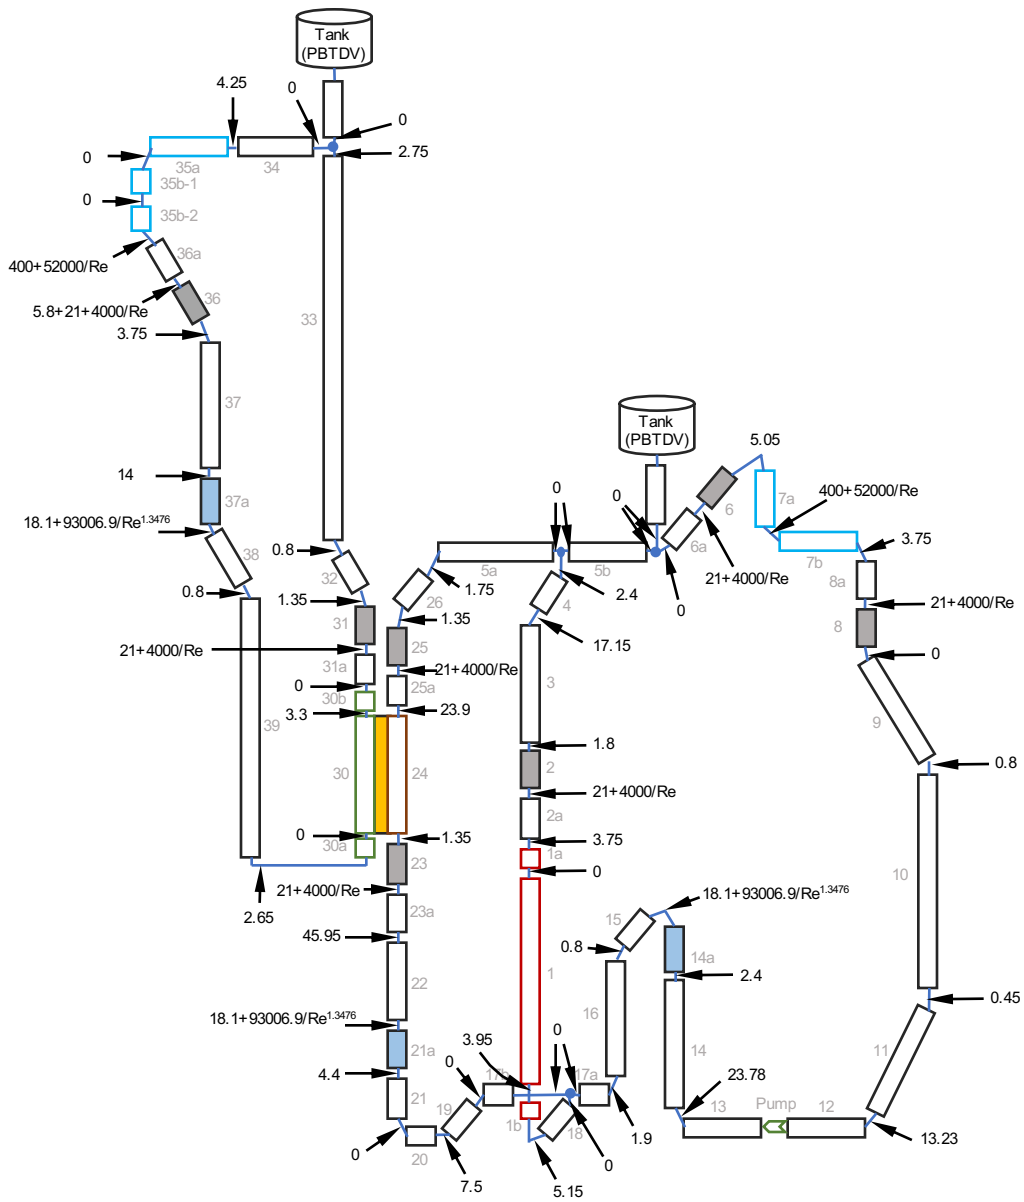 Tank
(PBTDV)
4.25
0
0
2.75
0
35a
34
35b-1
0
35b-2
400+52000/Re
36a
5.8+21+4000/Re
36
33
3.75
37
Tank
(PBTDV)
5.05
14
0
0
7a
400+52000/Re
37a
6
18.1+93006.9/Re1.3476
6a
3.75
38
0.8
5a
5b
7b
32
26
1.75
21+4000/Re
8a
0.8
1.35
4
2.4
0
21+4000/Re
31
1.35
17.15
8
21+4000/Re
25
0
31a
21+4000/Re
3
0
25a
30b
3.3
23.9
9
39
1.8
0.8
30
24
2
21+4000/Re
2a
0
1.35
3.75
30a
1a
23
0
10
21+4000/Re
2.65
23a
18.1+93006.9/Re1.3476
15
45.95
0.8
14a
22
1
2.4
0.45
16
18.1+93006.9/Re1.3476
0
11
21a
3.95
14
0
4.4
17b
17a
23.78
21
19
13
Pump
12
1b
18
1.9
13.23
0
20
0
7.5
5.15